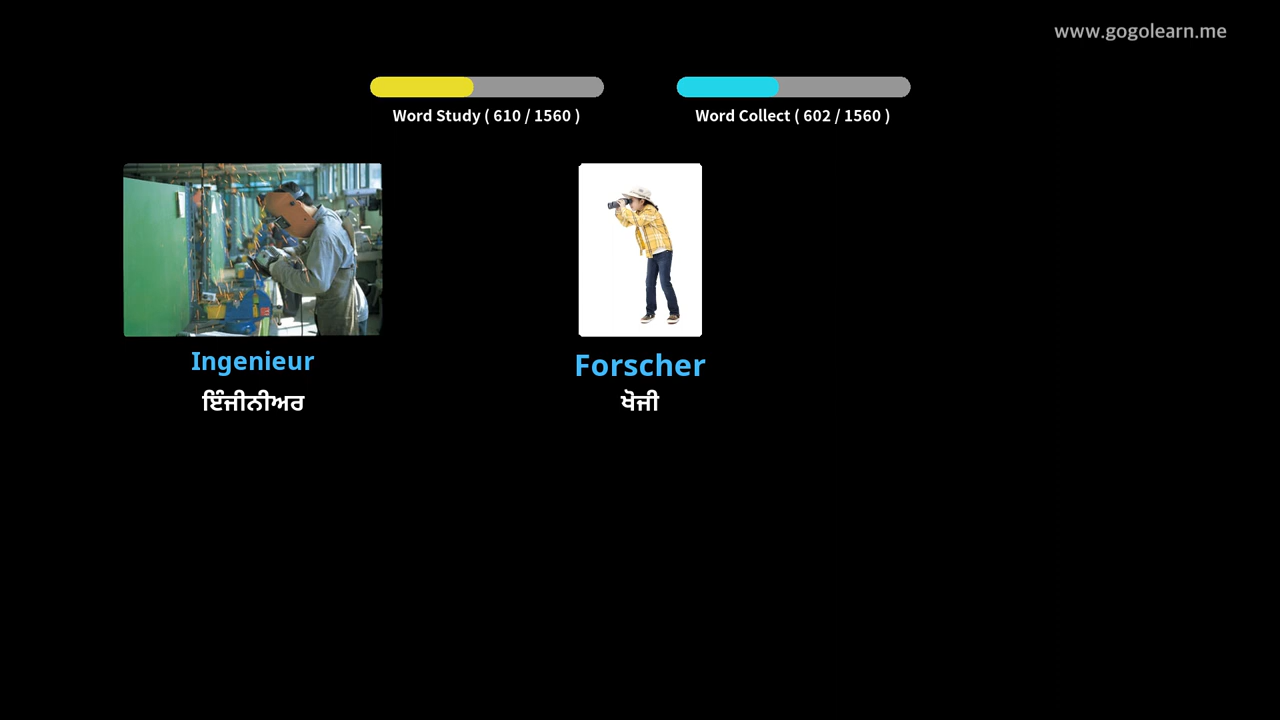 www.gogolearn.me
Word Study ( 610 / 1560 )
Word Collect ( 602 / 1560 )
Ingenieur
ਇੰਜੀਨੀਅਰ
Forscher
ਖੋਜੀ